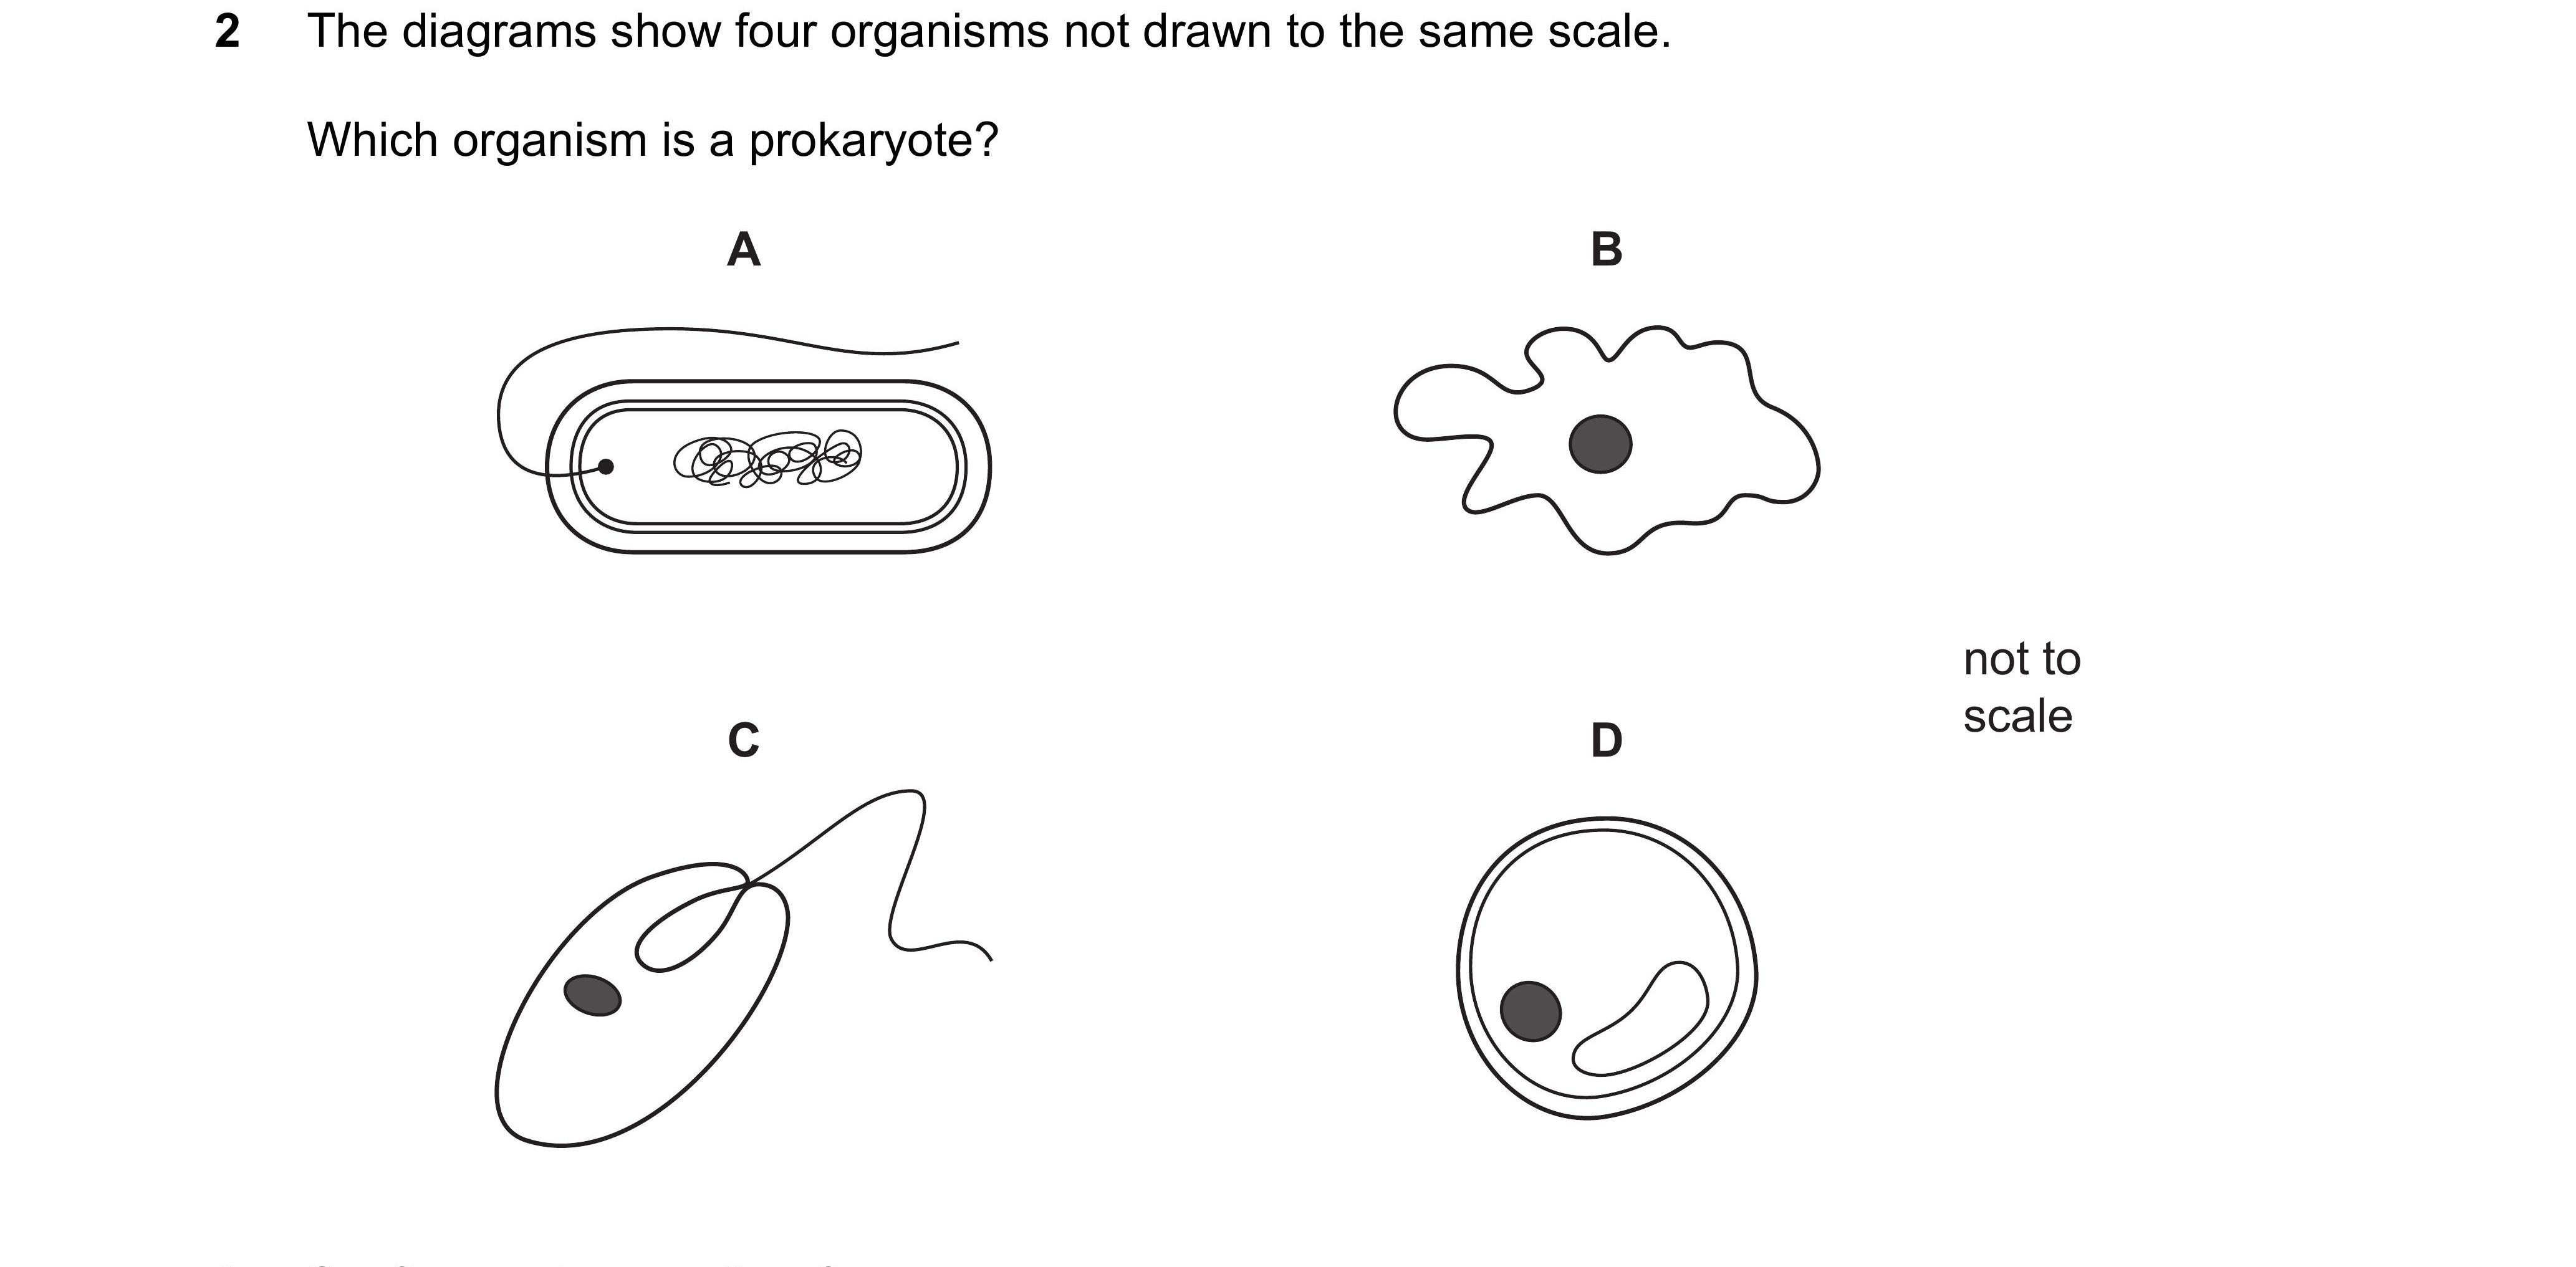 2 The diagrams show four organisms not drawn to the same scale.
Which organism is a prokaryote?
A B
not to
scale
C D